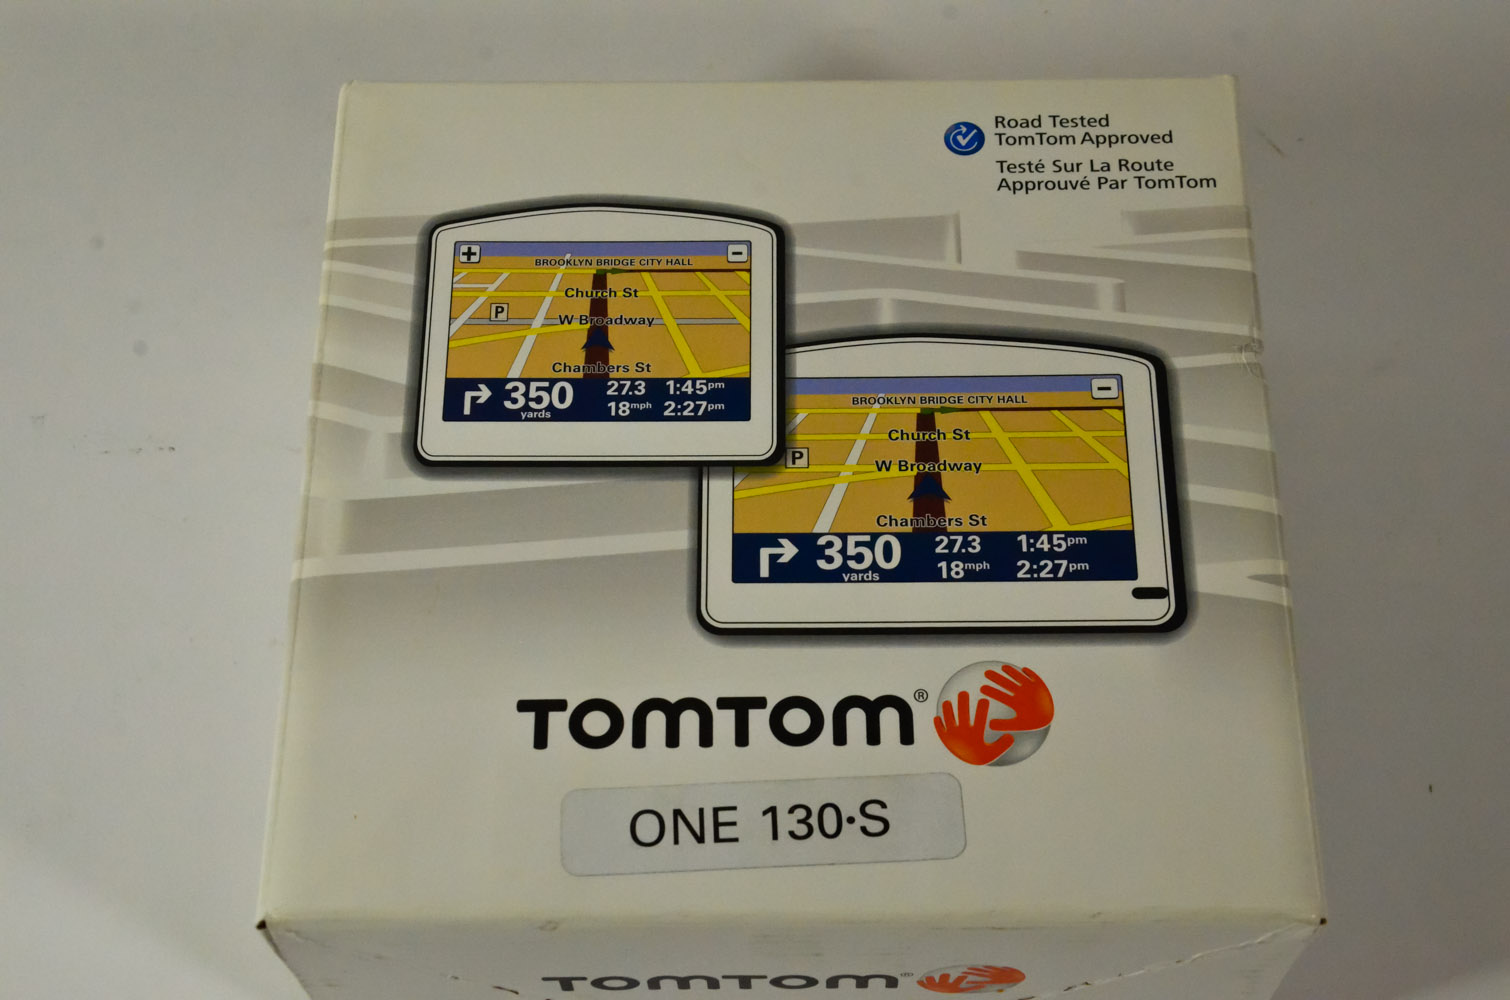 Road Tested
TomTom Approved
Testé Sur La Route
Approuvé Par TomTom
+ −
BROOKLYN BRIDGE CITY HALL
Church St
P
W Broadway
Chambers St
350 yards 27.3 1:45pm
18mph 2:27pm
−
BROOKLYN BRIDGE CITY HALL
Church St
P
W Broadway
Chambers St
350 yards 27.3 1:45pm
18mph 2:27pm
TOMTOM®
ONE 130•S
TOMTOM®